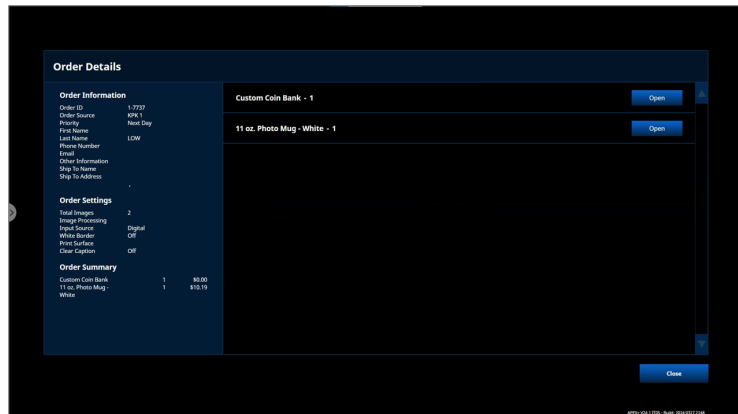 Order Details
Order Information
Order ID 1-7737
Order Source KPK 1
Priority Next Day
First Name
Last Name LOW
Phone Number
Email
Other Information
Ship To Name
Ship To Address
,
Order Settings
Total Images 2
Image Processing
Input Source Digital
White Border Off
Print Surface
Clear Caption Off
Order Summary
Custom Coin Bank 1 $0.00
11 oz. Photo Mug - 1 $10.19
White
Custom Coin Bank - 1 Open
11 oz. Photo Mug - White - 1 Open
Close